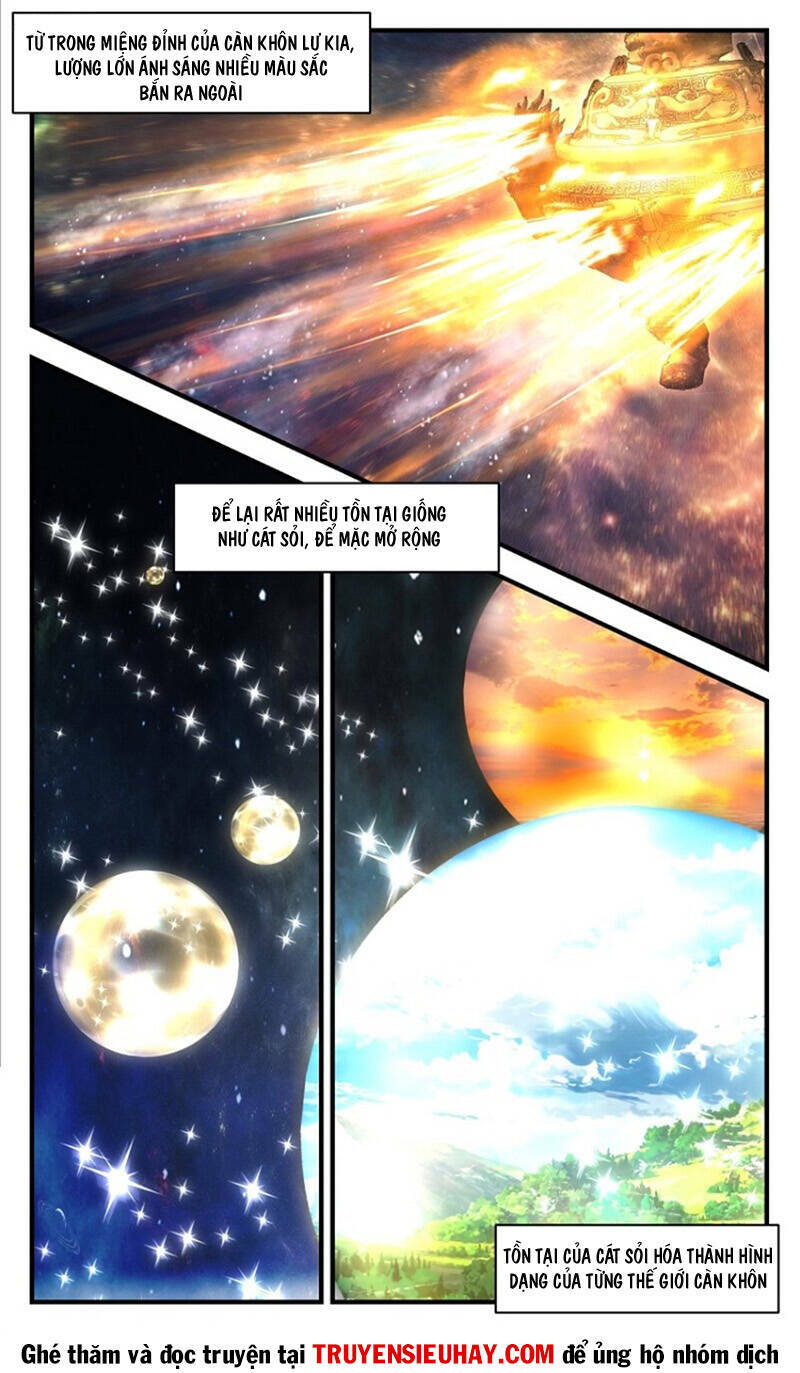 TỪ TRONG MIỆNG ĐỈNH CỦA CÀN KHÔN LƯ KIA,
LƯỢNG LỚN ÁNH SÁNG NHIỀU MÀU SẮC
BẮN RA NGOÀI
ĐỂ LẠI RẤT NHIỀU TỒN TẠI GIỐNG
NHƯ CÁT SỎI, ĐỂ MẶC MỞ RỘNG
TỒN TẠI CỦA CÁT SỎI HÓA THÀNH HÌNH
DẠNG CỦA TỪNG THẾ GIỚI CÀN KHÔN
Ghé thăm và đọc truyện tại TRUYENSIEUHAY.COM để ủng hộ nhóm dịch